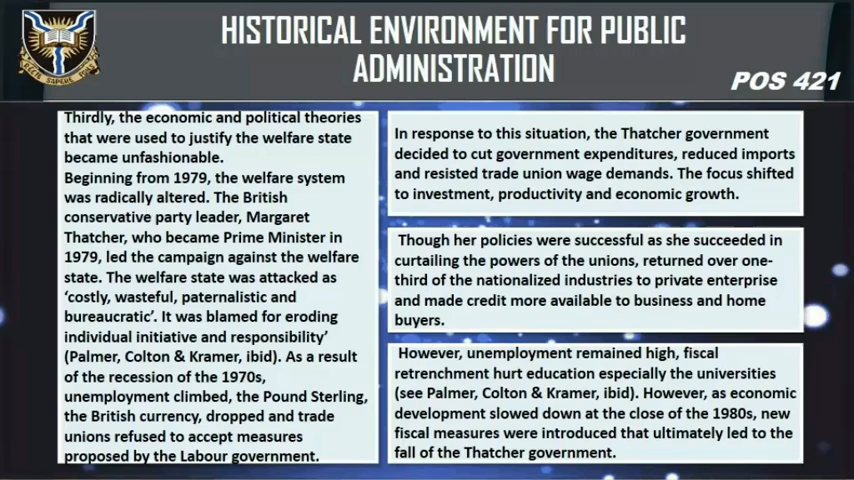 HISTORICAL ENVIRONMENT FOR PUBLIC
ADMINISTRATION
POS 421
Thirdly, the economic and political theories
that were used to justify the welfare state
became unfashionable.
Beginning from 1979, the welfare system
was radically altered. The British
conservative party leader, Margaret
Thatcher, who became Prime Minister in
1979, led the campaign against the welfare
state. The welfare state was attacked as
‘costly, wasteful, paternalistic and
bureaucratic’. It was blamed for eroding
individual initiative and responsibility’
(Palmer, Colton & Kramer, ibid). As a result
of the recession of the 1970s,
unemployment climbed, the Pound Sterling,
the British currency, dropped and trade
unions refused to accept measures
proposed by the Labour government.
In response to this situation, the Thatcher government
decided to cut government expenditures, reduced imports
and resisted trade union wage demands. The focus shifted
to investment, productivity and economic growth.
Though her policies were successful as she succeeded in
curtailing the powers of the unions, returned over one-
third of the nationalized industries to private enterprise
and made credit more available to business and home
buyers.
However, unemployment remained high, fiscal
retrenchment hurt education especially the universities
(see Palmer, Colton & Kramer, ibid). However, as economic
development slowed down at the close of the 1980s, new
fiscal measures were introduced that ultimately led to the
fall of the Thatcher government.